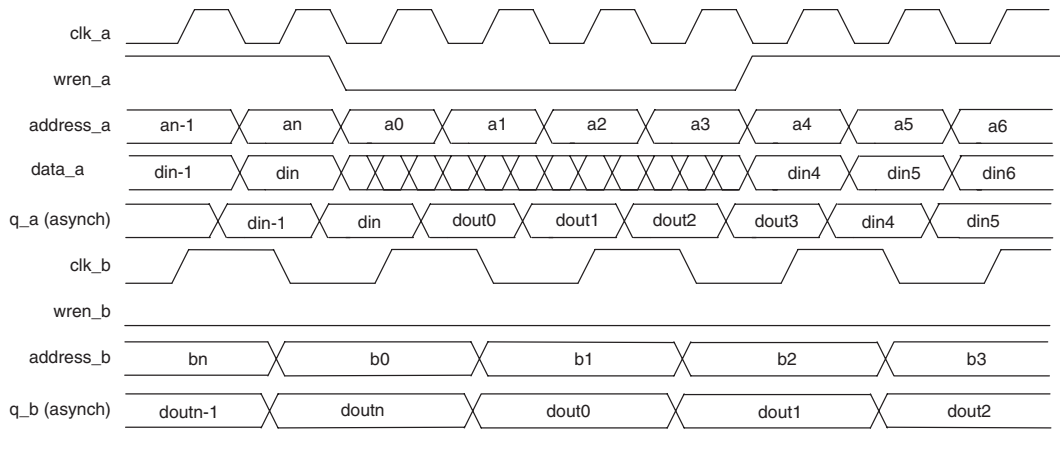 clk_a
wren_a
address_a an-1 an a0 a1 a2 a3 a4 a5 a6
data_a din-1 din din4 din5 din6
q_a (asynch) din-1 din dout0 dout1 dout2 dout3 din4 din5
clk_b
wren_b
address_b bn b0 b1 b2 b3
q_b (asynch) doutn-1 doutn dout0 dout1 dout2